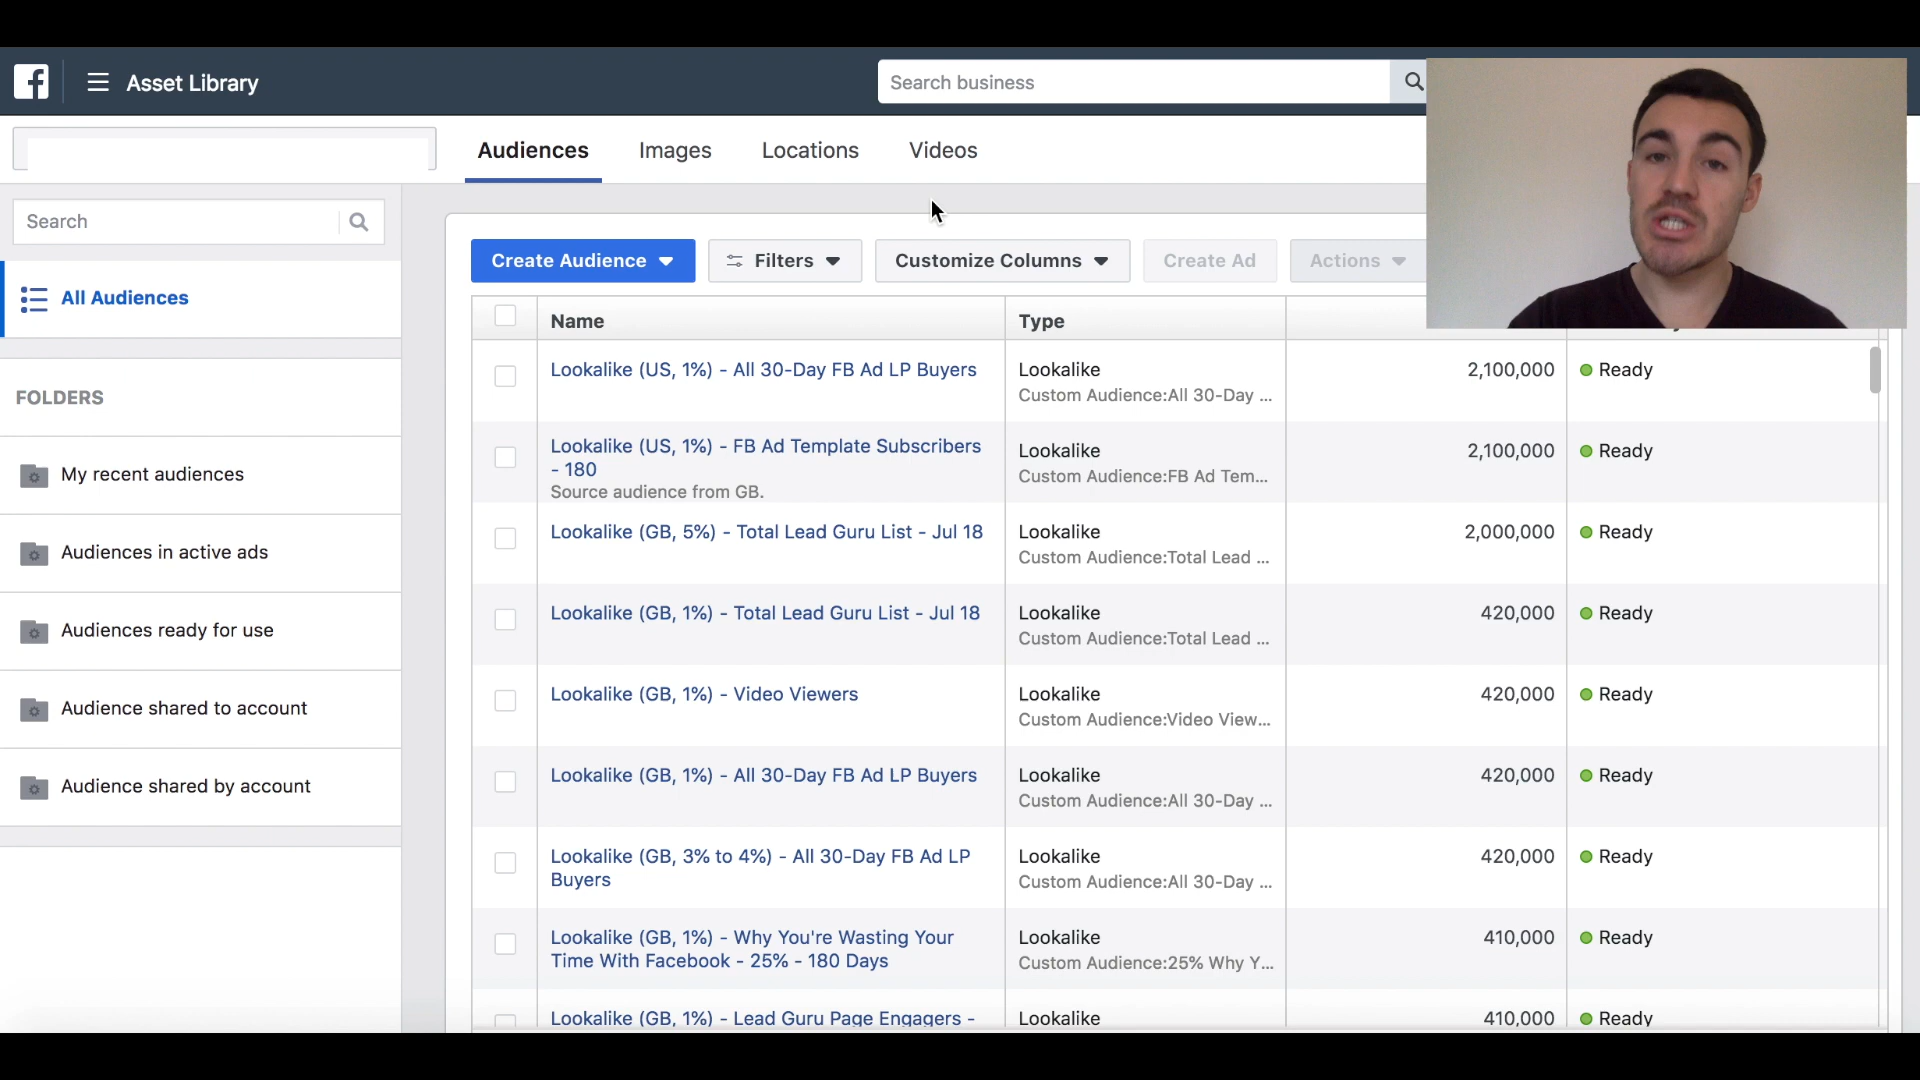 Asset Library
Search business
Audiences
Images
Locations
Videos
Search
All Audiences
FOLDERS
My recent audiences
Audiences in active ads
Audiences ready for use
Audience shared to account
Audience shared by account
Create Audience
Filters
Customize Columns
Create Ad
Actions
Name
Type
Lookalike (US, 1%) - All 30-Day FB Ad LP Buyers
Lookalike
Custom Audience:All 30-Day ...
2,100,000
Ready
Lookalike (US, 1%) - FB Ad Template Subscribers
- 180
Source audience from GB.
Lookalike
Custom Audience:FB Ad Tem...
2,100,000
Ready
Lookalike (GB, 5%) - Total Lead Guru List - Jul 18
Lookalike
Custom Audience:Total Lead ...
2,000,000
Ready
Lookalike (GB, 1%) - Total Lead Guru List - Jul 18
Lookalike
Custom Audience:Total Lead ...
420,000
Ready
Lookalike (GB, 1%) - Video Viewers
Lookalike
Custom Audience:Video View...
420,000
Ready
Lookalike (GB, 1%) - All 30-Day FB Ad LP Buyers
Lookalike
Custom Audience:All 30-Day ...
420,000
Ready
Lookalike (GB, 3% to 4%) - All 30-Day FB Ad LP
Buyers
Lookalike
Custom Audience:All 30-Day ...
420,000
Ready
Lookalike (GB, 1%) - Why You're Wasting Your
Time With Facebook - 25% - 180 Days
Lookalike
Custom Audience:25% Why Y...
410,000
Ready
Lookalike (GB, 1%) - Lead Guru Page Engagers -
Lookalike
410,000
Ready